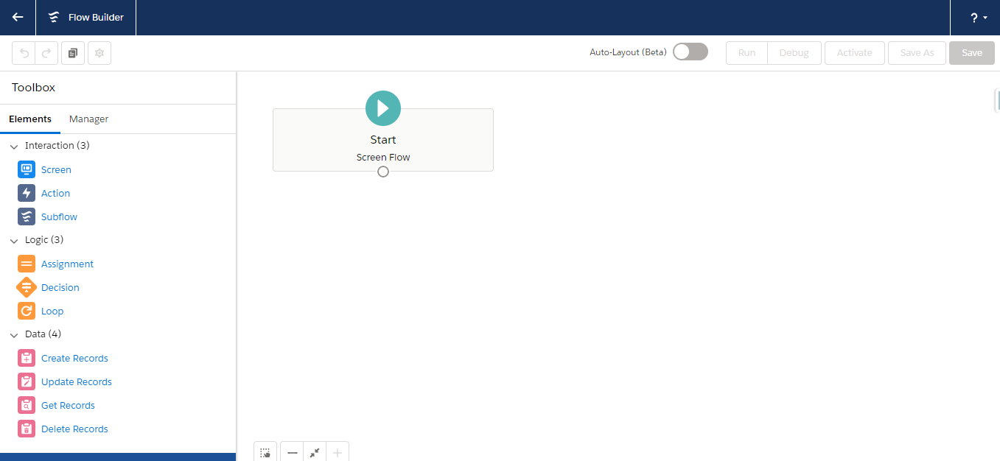 Flow Builder
?
Auto-Layout (Beta)
Run
Debug
Activate
Save As
Save
Toolbox
Elements
Manager
Interaction (3)
Screen
Action
Subflow
Logic (3)
Assignment
Decision
Loop
Data (4)
Create Records
Update Records
Get Records
Delete Records
Start
Screen Flow